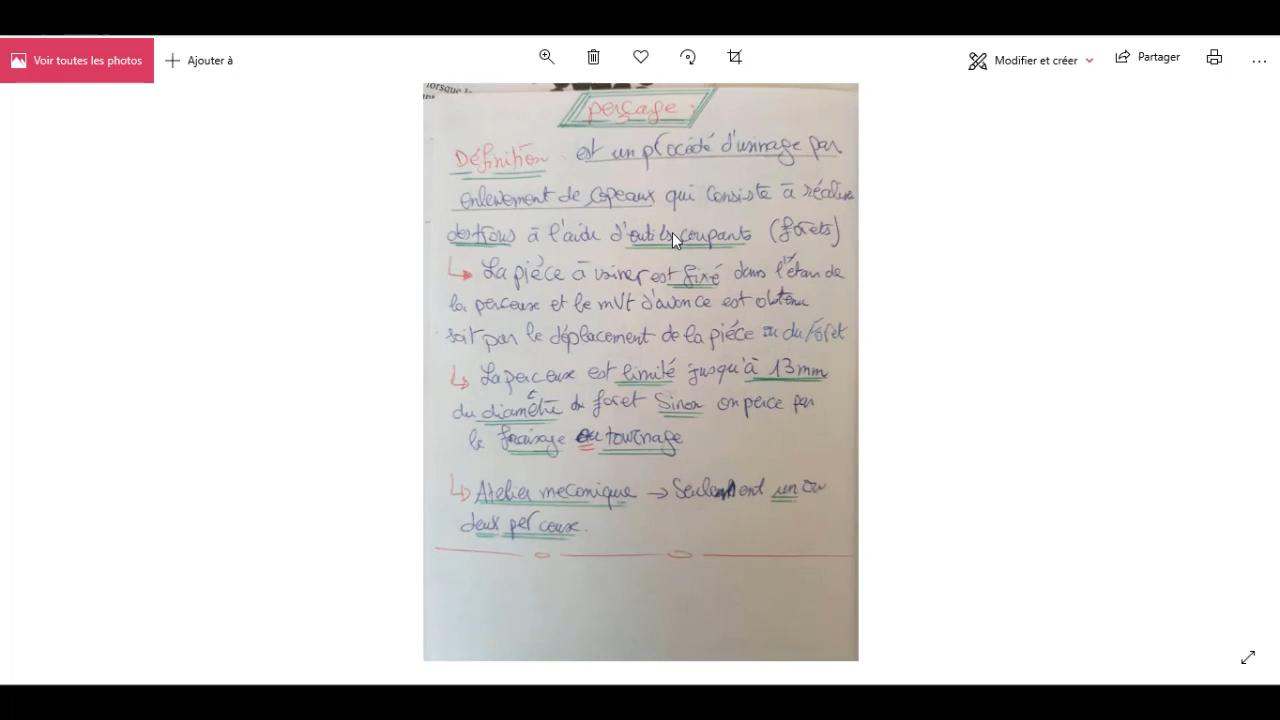 Voir toutes les photos
Ajouter à
Modifier et créer
Partager
lorsque
perçage :
Définition : est un procédé d'usinage par
enlevement de copeaux qui consiste à réaliser
des trous à l'aide d'outils coupants (forêts)
La pièce à usiner est fixé dans l'étau de
la perceuse et le mvt d'avance est obtenu
soit par le déplacement de la pièce ou du foret
La perceuse est limité jusqu'à 13mm
du diamètre du foret Sinon on perce par
le fraisage ou tournage
Atelier mecanique → Seulement un ou
deux perceuse.